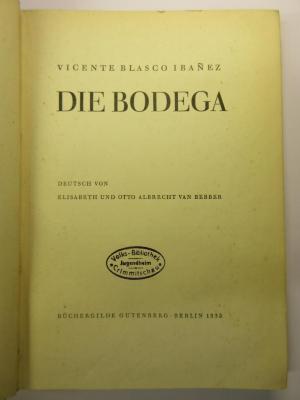 VICENTE BLASCO IBAÑEZ
DIE BODEGA
DEUTSCH VON
ELISABETH UND OTTO ALBRECHT VAN BEBBER
Volks-Bibliothek
Jugendheim
Crimmitschau
BÜCHERGILDE GUTENBERG · BERLIN